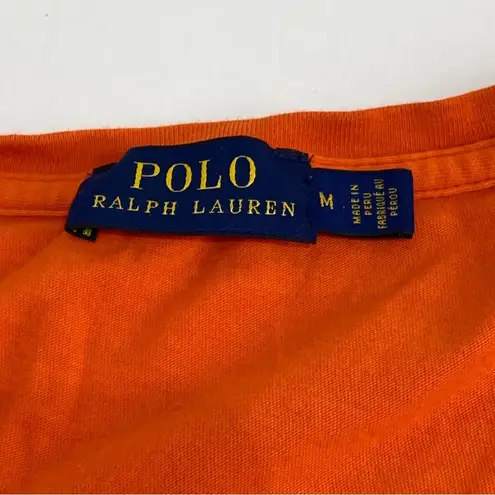 POLO
RALPH LAUREN
M
MADE IN
PERU
FABRIQUÉ AU
PÉROU